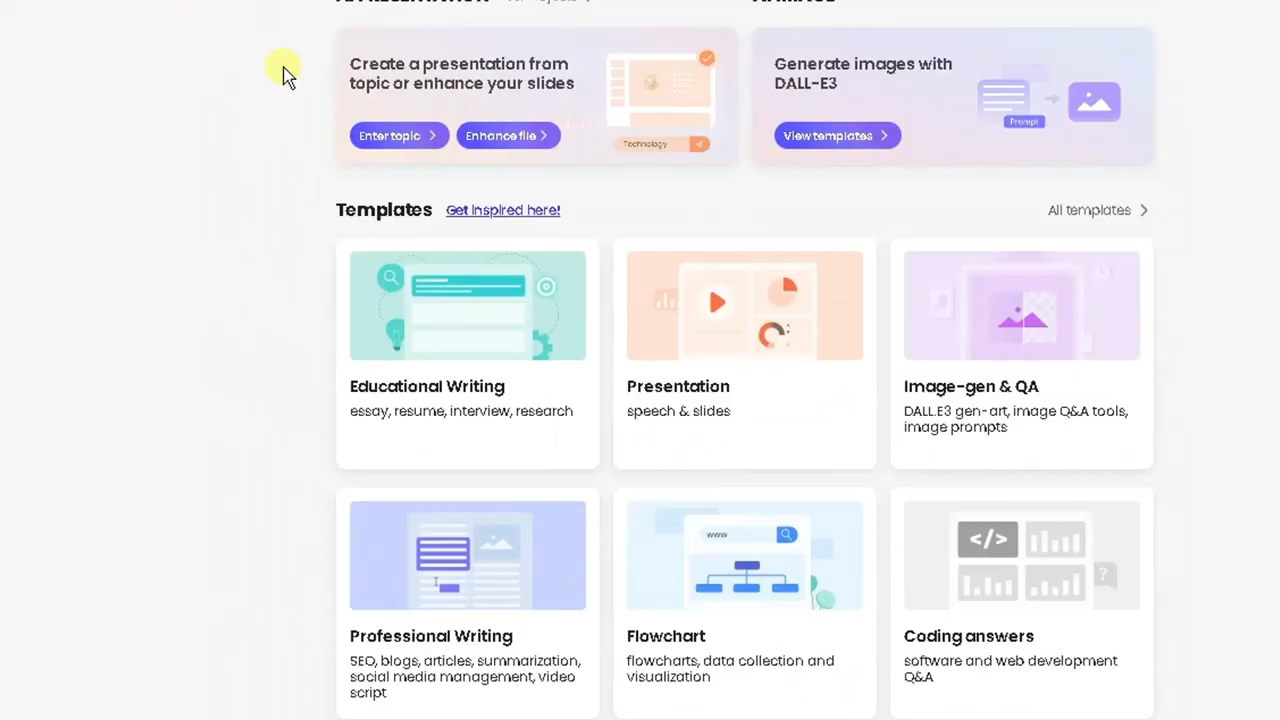 Create a presentation from
topic or enhance your slides
Enter topic
Enhance file
Technology
Generate images with
DALL-E3
View templates
Prompt
Templates Get inspired here!
All templates
Educational Writing
essay, resume, interview, research
Presentation
speech & slides
Image-gen & QA
DALL.E3 gen-art, image Q&A tools,
image prompts
www
</>
?
Professional Writing
SEO, blogs, articles, summarization,
social media management, video
script
Flowchart
flowcharts, data collection and
visualization
Coding answers
software and web development
Q&A